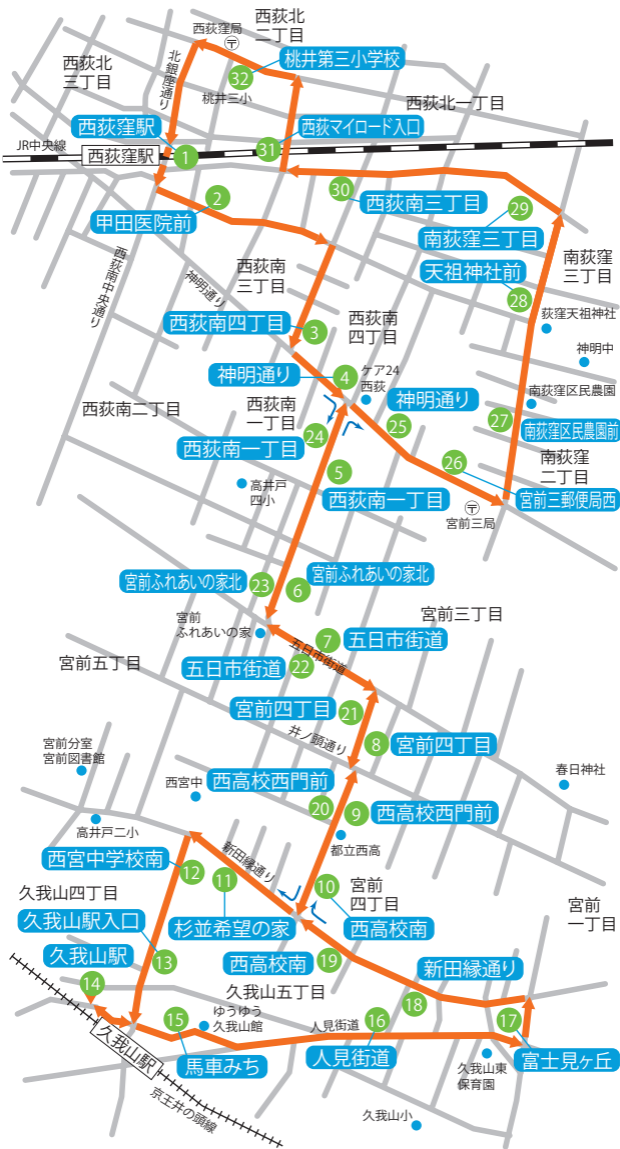 西荻窪局
〒
西荻北
二丁目
西荻北
三丁目
北銀座通り
32
桃井第三小学校
桃井三小
西荻北一丁目
西荻窪駅
西荻マイロード入口
JR中央線
西荻窪駅
1
31
2
甲田医院前
30
西荻南三丁目
29
南荻窪三丁目
西荻南中央通り
神明通り
西荻南
三丁目
天祖神社前
28
南荻窪
三丁目
西荻南四丁目
3
西荻南
四丁目
荻窪天祖神社
神明中
神明通り
4
ケア24
西荻
神明通り
25
南荻窪区民農園
27
南荻窪区民農園前
西荻南二丁目
西荻南
一丁目
24
西荻南一丁目
5
西荻南一丁目
高井戸
四小
26
南荻窪
二丁目
宮前三郵便局西
〒
宮前三局
宮前ふれあいの家北
23
6
宮前ふれあいの家北
宮前
ふれあいの家
宮前三丁目
7
五日市街道
五日市街道
22
五日市街道
宮前五丁目
宮前四丁目
21
井ノ頭通り
8
宮前四丁目
宮前分室
宮前図書館
西宮中
西高校西門前
20
9
西高校西門前
春日神社
高井戸二小
都立西高
西宮中学校南
12
新田縁通り
11
10
宮前
四丁目
久我山四丁目
杉並希望の家
西高校南
宮前
一丁目
久我山駅入口
13
西高校南
19
新田縁通り
久我山駅
14
久我山五丁目
18
ゆうゆう
久我山館
15
馬車みち
人見街道
16
人見街道
17
富士見ヶ丘
久我山東
保育園
久我山駅
京王井の頭線
久我山小